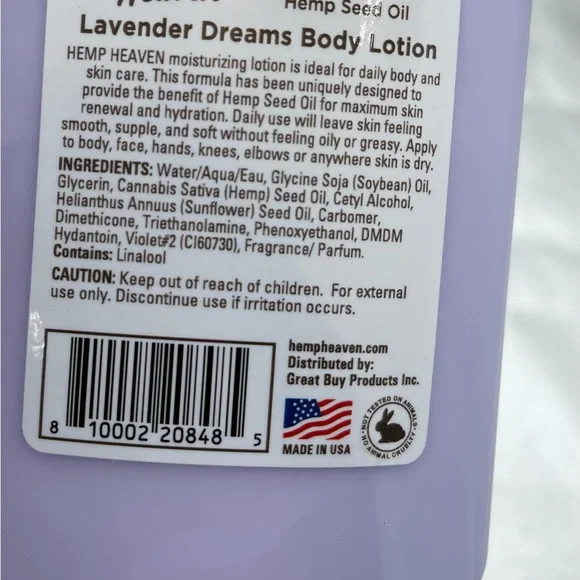 Hemp Seed Oil
Lavender Dreams Body Lotion
HEMP HEAVEN moisturizing lotion is ideal for daily body and
skin care. This formula has been uniquely designed to
provide the benefit of Hemp Seed Oil for maximum skin
renewal and hydration. Daily use will leave skin feeling
smooth, supple, and soft without feeling oily or greasy. Apply
to body, face, hands, knees, elbows or anywhere skin is dry.
INGREDIENTS: Water/Aqua/Eau, Glycine Soja (Soybean) Oil,
Glycerin, Cannabis Sativa (Hemp) Seed Oil, Cetyl Alcohol,
Helianthus Annuus (Sunflower) Seed Oil, Carbomer,
Dimethicone, Triethanolamine, Phenoxyethanol, DMDM
Hydantoin, Violet#2 (CI60730), Fragrance/ Parfum.
Contains: Linalool
CAUTION: Keep out of reach of children. For external
use only. Discontinue use if irritation occurs.
hempheaven.com
Distributed by:
Great Buy Products Inc.
8 10002 20848 5
MADE IN USA
NOT TESTED ON ANIMALS
NO ANIMAL CRUELTY